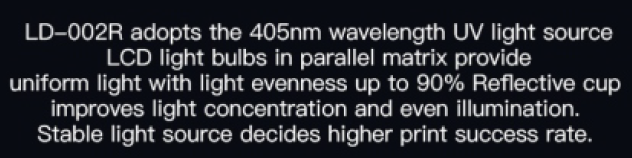 LD-002R adopts the 405nm wavelength UV light source
LCD light bulbs in parallel matrix provide
uniform light with light evenness up to 90% Reflective cup
improves light concentration and even illumination.
Stable light source decides higher print success rate.